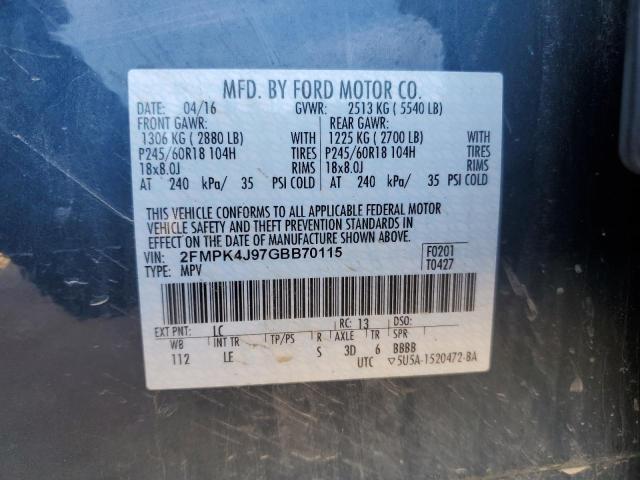 MFD. BY FORD MOTOR CO.
DATE: 04/16 GVWR: 2513 KG ( 5540 LB)
FRONT GAWR: REAR GAWR:
1306 KG ( 2880 LB) WITH 1225 KG ( 2700 LB) WITH
P245/60R18 104H TIRES P245/60R18 104H TIRES
18x8.0J RIMS 18x8.0J RIMS
AT 240 kPa/ 35 PSI COLD AT 240 kPa/ 35 PSI COLD
THIS VEHICLE CONFORMS TO ALL APPLICABLE FEDERAL MOTOR
VEHICLE SAFETY AND THEFT PREVENTION STANDARDS IN
EFFECT ON THE DATE OF MANUFACTURE SHOWN ABOVE.
VIN: 2FMPK4J97GBB70115 F0201
TYPE: MPV T0427
EXT PNT: LC RC: 13 DSO:
WB INT TR TP/PS R AXLE TR SPR
112 LE S 3D 6 BBBB
UTC ▽5U5A-1520472-BA